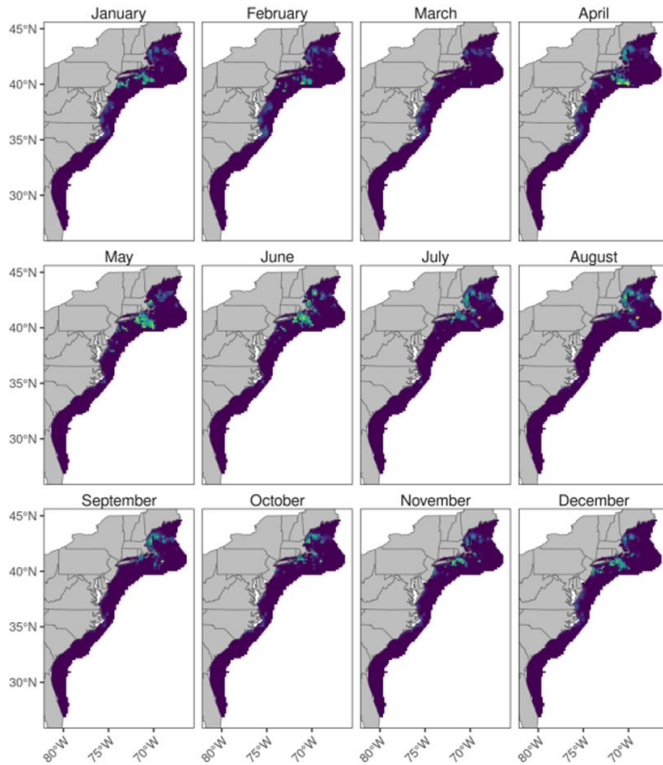 January February March April
45°N
40°N
35°N
30°N
May June July August
45°N
40°N
35°N
30°N
September October November December
45°N
40°N
35°N
30°N
80°W 75°W 70°W 80°W 75°W 70°W 80°W 75°W 70°W 80°W 75°W 70°W